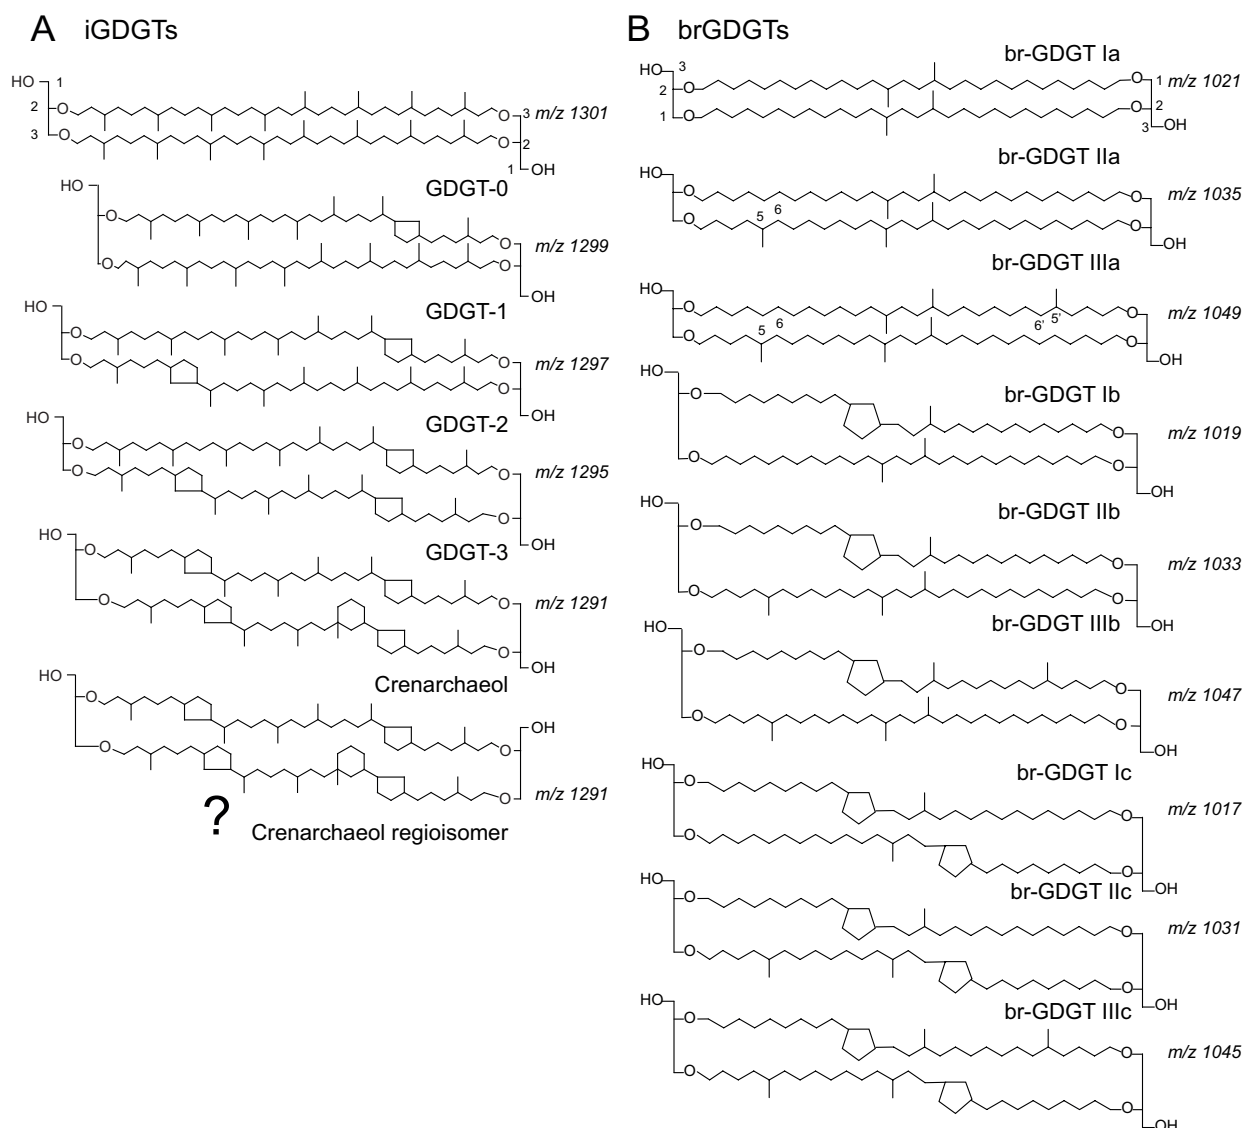 A iGDGTs
HO 1
2 O
3 O
O 3 m/z 1301
O 2
1 OH
GDGT-0
HO
O
O
O m/z 1299
O
OH
GDGT-1
HO
O
O
O m/z 1297
O
OH
GDGT-2
HO
O
O
O m/z 1295
O
OH
GDGT-3
HO
O
O
O m/z 1291
O
OH
Crenarchaeol
HO
O
O
OH
O
O m/z 1291
? Crenarchaeol regioisomer
B brGDGTs
br-GDGT Ia
HO 3
2 O
1 O
O 1 m/z 1021
O 2
3 OH
br-GDGT IIa
HO
O
O
5 6
O m/z 1035
O
OH
br-GDGT IIIa
HO
O
O
5 6
6' 5'
O m/z 1049
O
OH
br-GDGT Ib
HO
O
O
O m/z 1019
O
OH
br-GDGT IIb
HO
O
O
O m/z 1033
O
OH
br-GDGT IIIb
HO
O
O
O m/z 1047
O
OH
br-GDGT Ic
HO
O
O
O m/z 1017
O
OH
br-GDGT IIc
HO
O
O
O m/z 1031
O
OH
br-GDGT IIIc
HO
O
O
O m/z 1045
O
OH